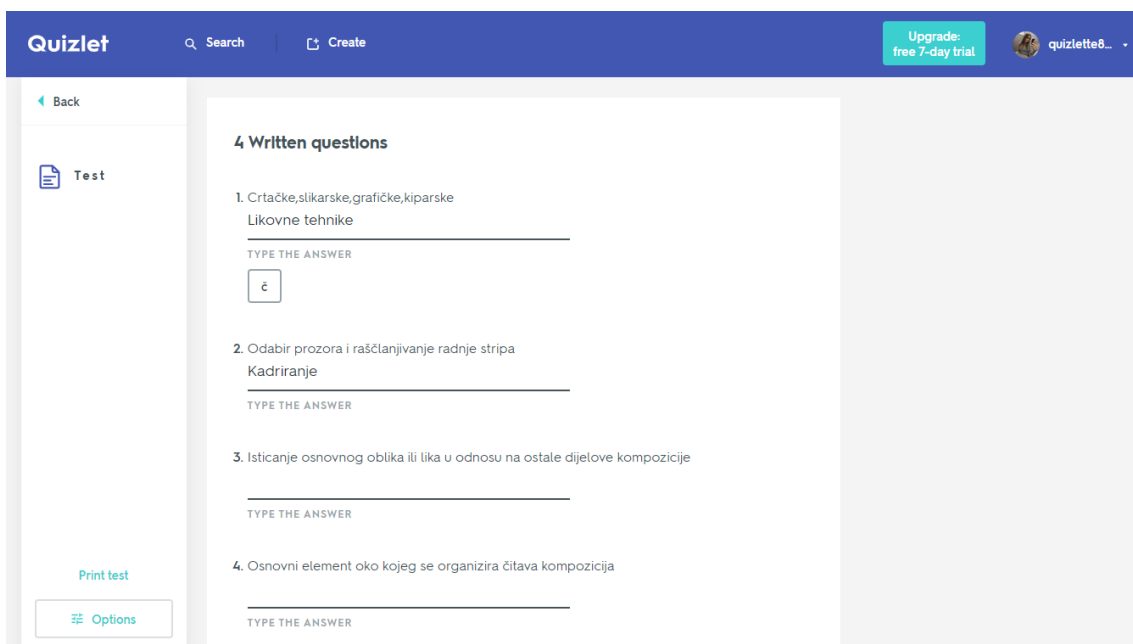 Quizlet
Search
Create
Upgrade:
free 7-day trial
quizlette8...
Back
Test
4 Written questions
1. Crtačke,slikarske,grafičke,kiparske
Likovne tehnike
TYPE THE ANSWER
č
2. Odabir prozora i raščlanjivanje radnje stripa
Kadriranje
TYPE THE ANSWER
3. Isticanje osnovnog oblika ili lika u odnosu na ostale dijelove kompozicije
TYPE THE ANSWER
4. Osnovni element oko kojeg se organizira čitava kompozicija
TYPE THE ANSWER
Print test
Options